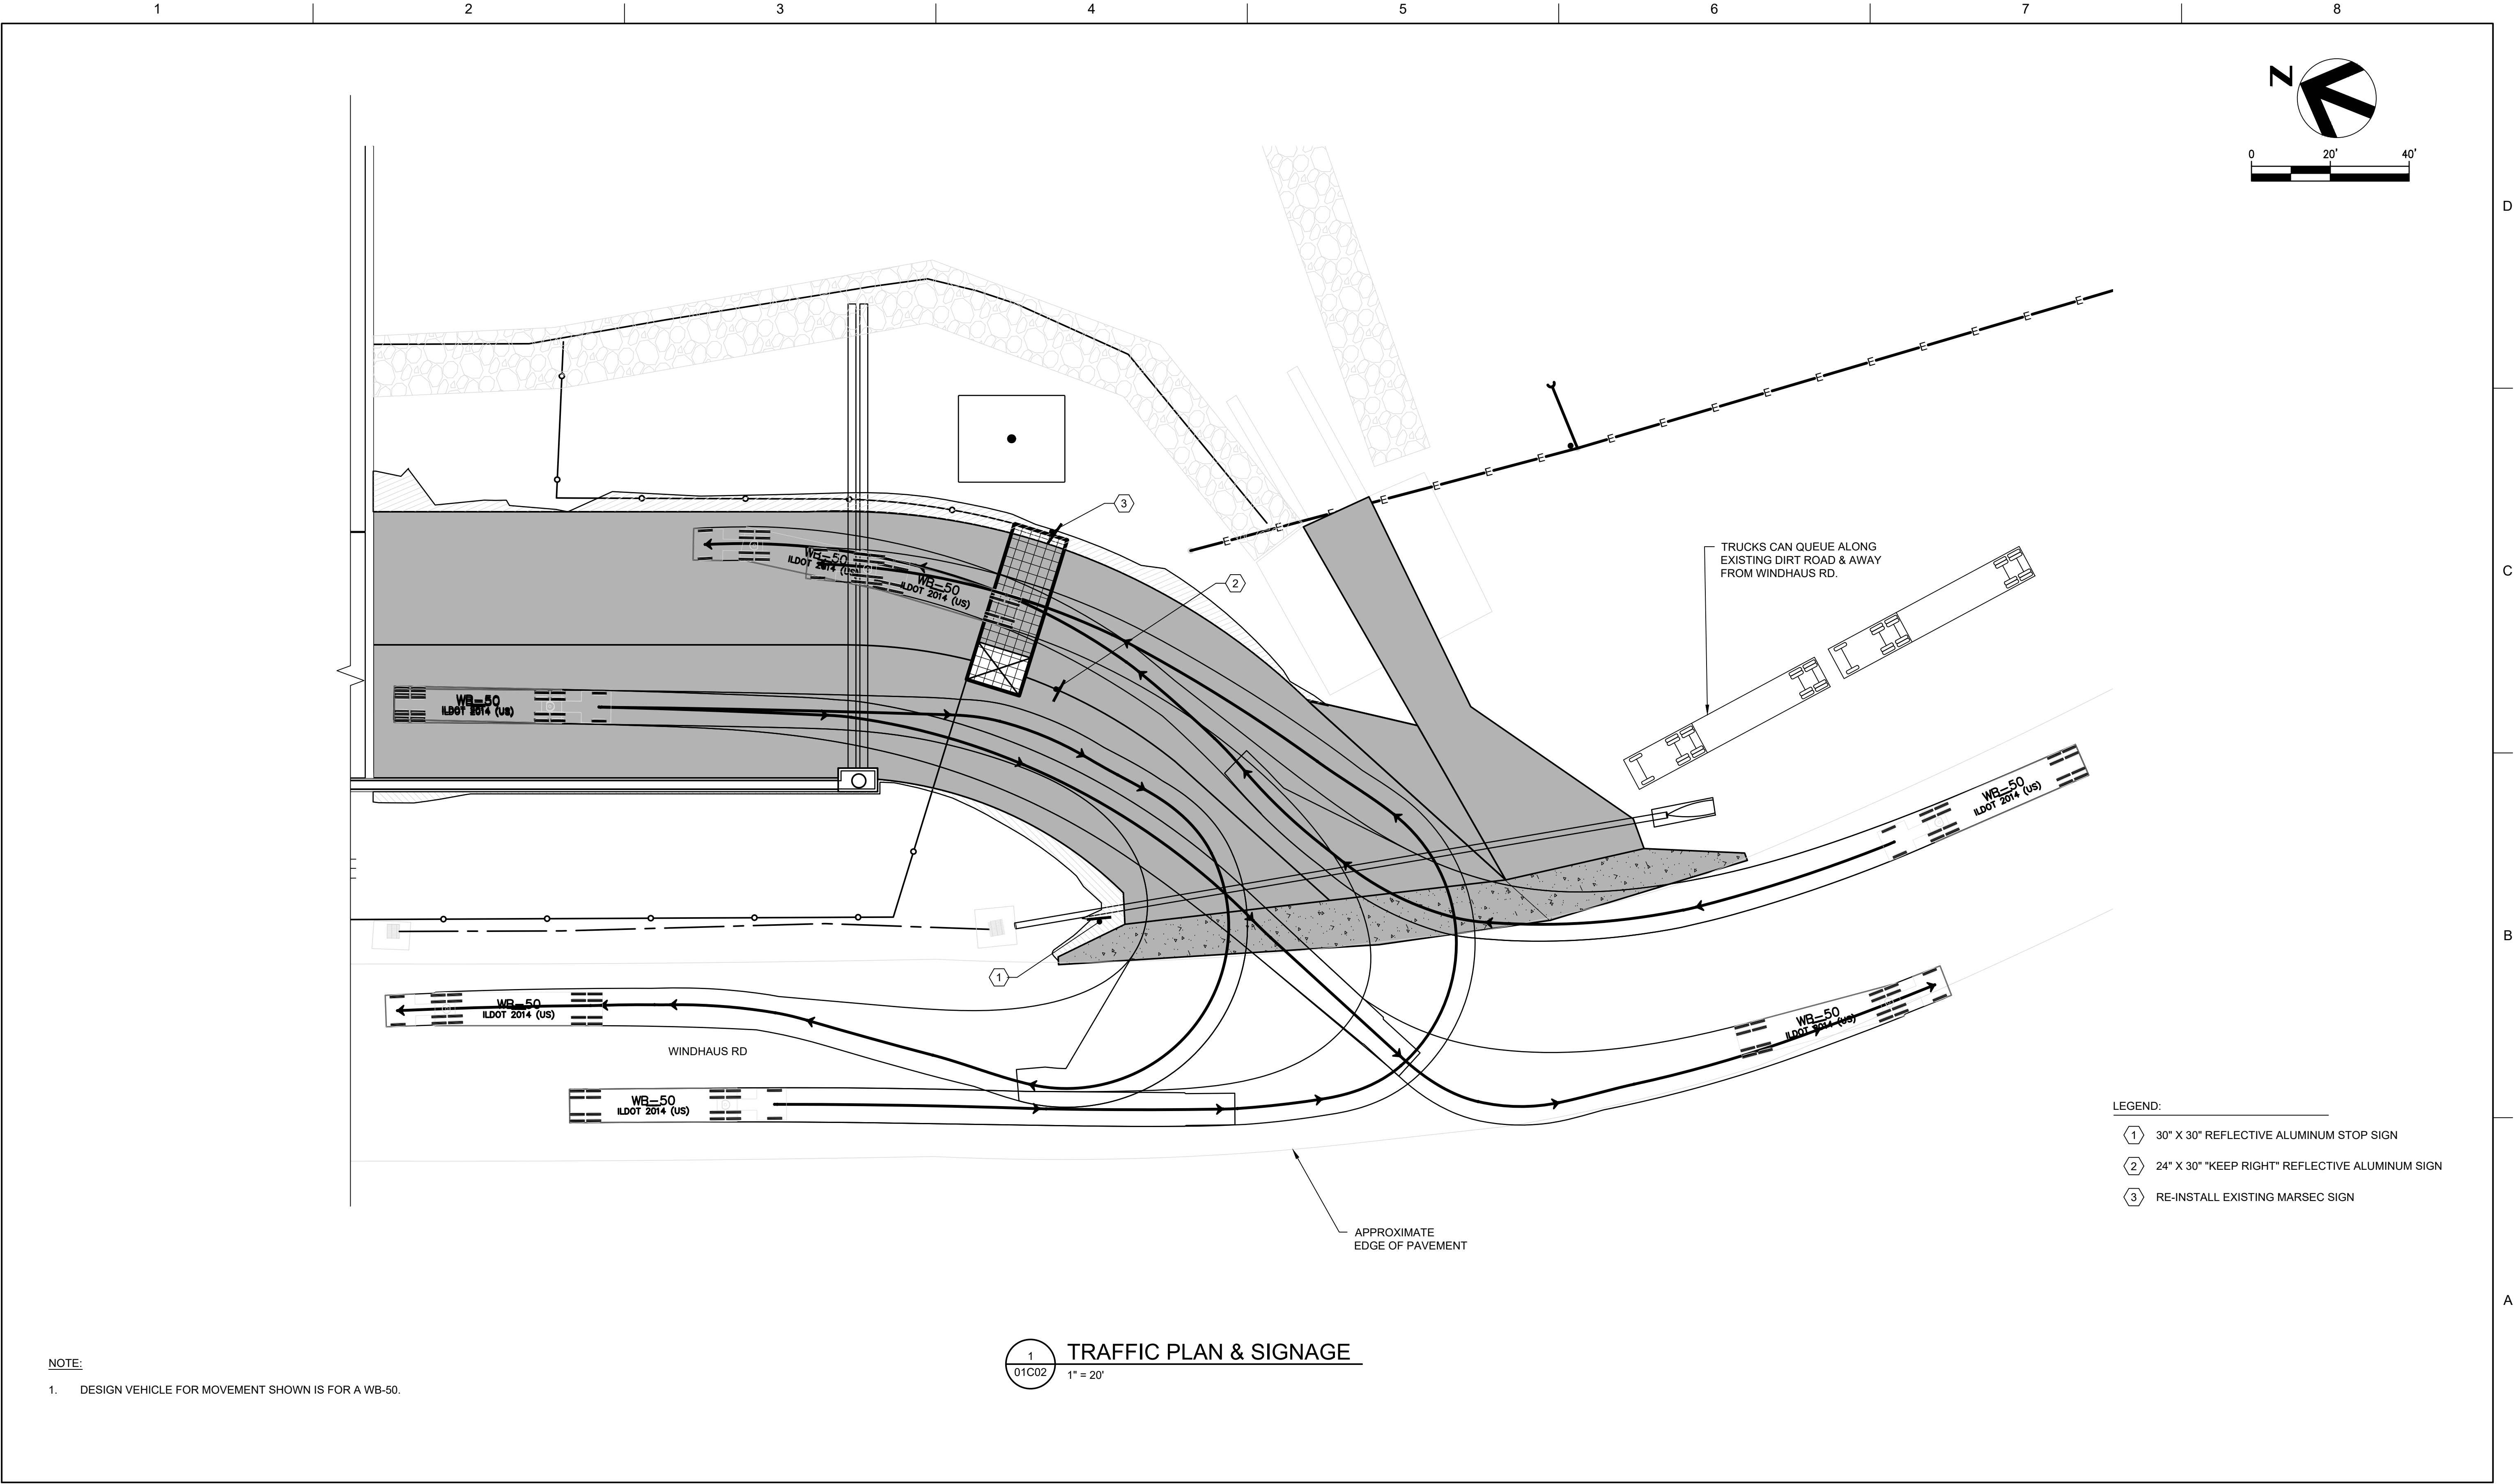 1 2 3 4 5 6 7 8
N
0 20' 40'
D
C
B
A
E E E E E E E E E E E E E E E E E E
3
2
TRUCKS CAN QUEUE ALONG
EXISTING DIRT ROAD & AWAY
FROM WINDHAUS RD.
WB-50
ILDOT 2014 (US)
WB-50
ILDOT 2014 (US)
WB-50
ILDOT 2014 (US)
WB-50
ILDOT 2014 (US)
1
WB-50
ILDOT 2014 (US)
WB-50
ILDOT 2014 (US)
WINDHAUS RD
WB-50
ILDOT 2014 (US)
APPROXIMATE
EDGE OF PAVEMENT
LEGEND:
1 30" X 30" REFLECTIVE ALUMINUM STOP SIGN
2 24" X 30" "KEEP RIGHT" REFLECTIVE ALUMINUM SIGN
3 RE-INSTALL EXISTING MARSEC SIGN
1
01C02
TRAFFIC PLAN & SIGNAGE
1" = 20'
NOTE:
1. DESIGN VEHICLE FOR MOVEMENT SHOWN IS FOR A WB-50.